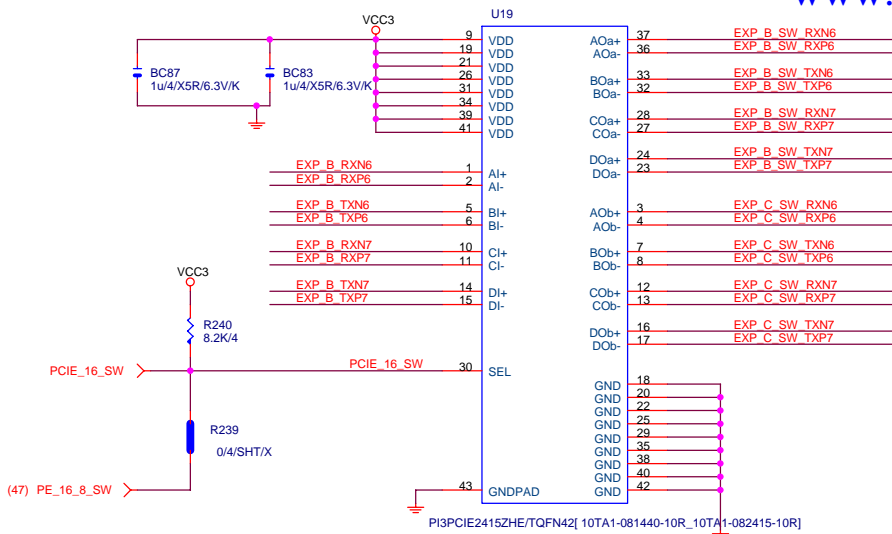 www.
U19
VCC3
BC87
1u/4/X5R/6.3V/K
BC83
1u/4/X5R/6.3V/K
9 VDD
19 VDD
21 VDD
26 VDD
31 VDD
34 VDD
39 VDD
41 VDD
EXP_B_RXN6 1 AI+
EXP_B_RXP6 2 AI-
EXP_B_TXN6 5 BI+
EXP_B_TXP6 6 BI-
EXP_B_RXN7 10 CI+
EXP_B_RXP7 11 CI-
EXP_B_TXN7 14 DI+
EXP_B_TXP7 15 DI-
AOa+ 37 EXP_B_SW_RXN6
AOa- 36 EXP_B_SW_RXP6
BOa+ 33 EXP_B_SW_TXN6
BOa- 32 EXP_B_SW_TXP6
COa+ 28 EXP_B_SW_RXN7
COa- 27 EXP_B_SW_RXP7
DOa+ 24 EXP_B_SW_TXN7
DOa- 23 EXP_B_SW_TXP7
AOb+ 3 EXP_C_SW_RXN6
AOb- 4 EXP_C_SW_RXP6
BOb+ 7 EXP_C_SW_TXN6
BOb- 8 EXP_C_SW_TXP6
COb+ 12 EXP_C_SW_RXN7
COb- 13 EXP_C_SW_RXP7
DOb+ 16 EXP_C_SW_TXN7
DOb- 17 EXP_C_SW_TXP7
VCC3
R240
8.2K/4
PCIE_16_SW
PCIE_16_SW 30 SEL
R239
0/4/SHT/X
(47) PE_16_8_SW
43 GNDPAD
GND 18
GND 20
GND 22
GND 25
GND 29
GND 35
GND 38
GND 40
GND 42
PI3PCIE2415ZHE/TQFN42[ 10TA1-081440-10R_10TA1-082415-10R]